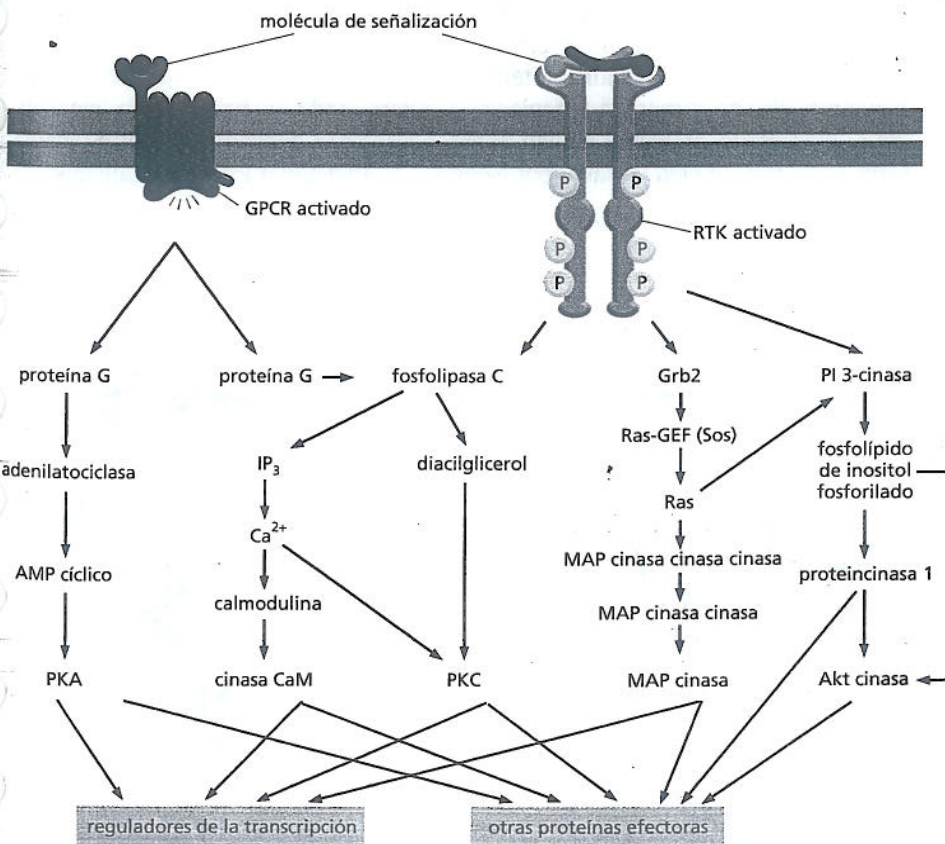 molécula de señalización
GPCR activado
P
P
P
P
P
P
RTK activado
proteína G
proteína G
fosfolipasa C
Grb2
PI 3-cinasa
Ras-GEF (Sos)
fosfolípido
de inositol
fosforilado
adenilatociclasa
IP3
diacilglicerol
Ras
Ca2+
AMP cíclico
MAP cinasa cinasa cinasa
proteincinasa 1
calmodulina
MAP cinasa cinasa
PKA
cinasa CaM
PKC
MAP cinasa
Akt cinasa
reguladores de la transcripción
otras proteínas efectoras